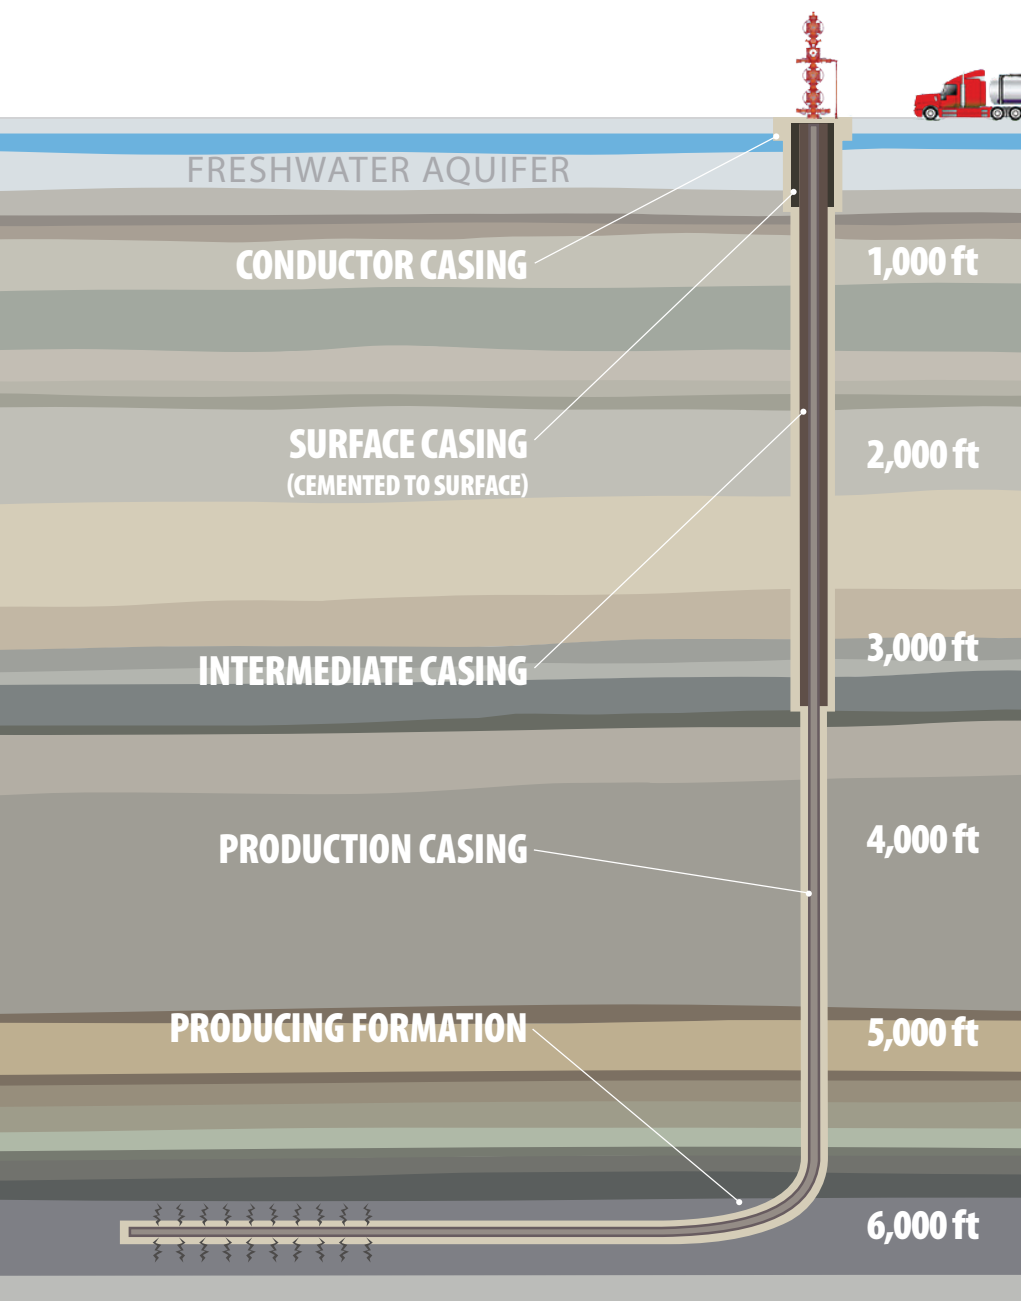 FRESHWATER AQUIFER
CONDUCTOR CASING
1,000 ft
SURFACE CASING
(CEMENTED TO SURFACE)
2,000 ft
INTERMEDIATE CASING
3,000 ft
PRODUCTION CASING
4,000 ft
PRODUCING FORMATION
5,000 ft
6,000 ft